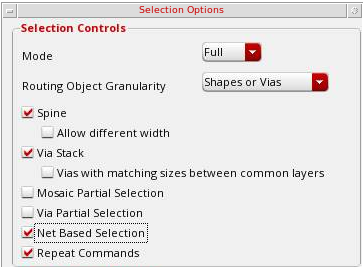 Selection Options
Selection Controls
Mode Full
Routing Object Granularity Shapes or Vias
Spine
Allow different width
Via Stack
Vias with matching sizes between common layers
Mosaic Partial Selection
Via Partial Selection
Net Based Selection
Repeat Commands